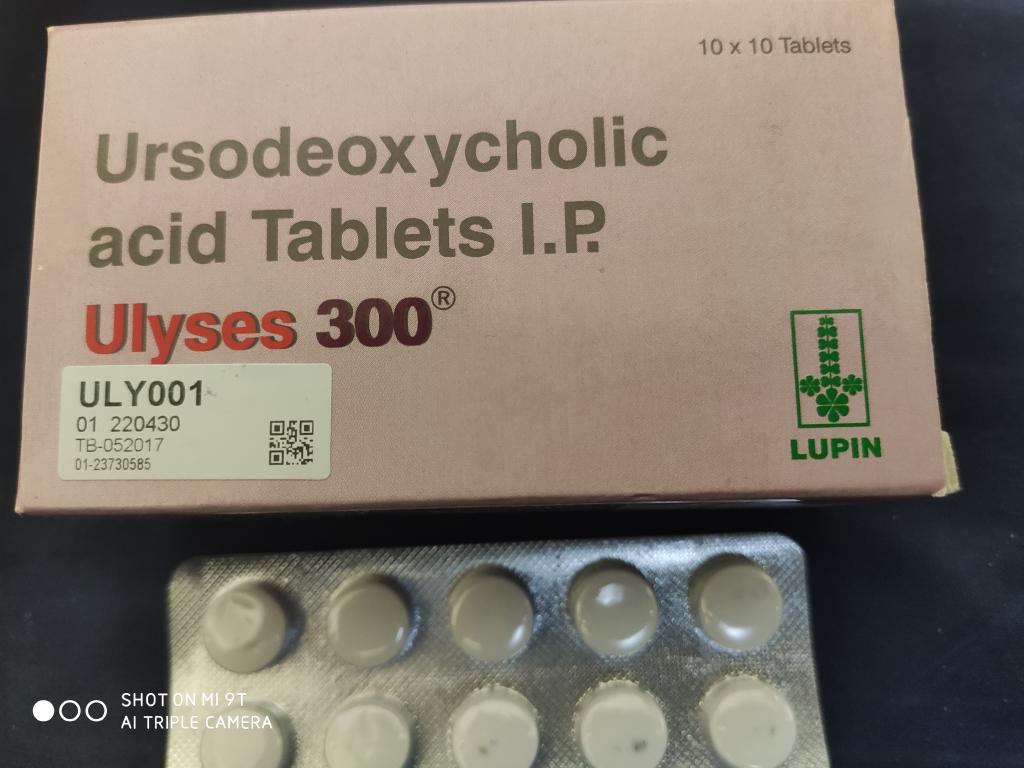 10 x 10 Tablets
Ursodeoxycholic
acid Tablets I.P.
Ulyses 300®
ULY001
01 220430
TB-052017
01-23730585
LUPIN
SHOT ON MI 9T
AI TRIPLE CAMERA